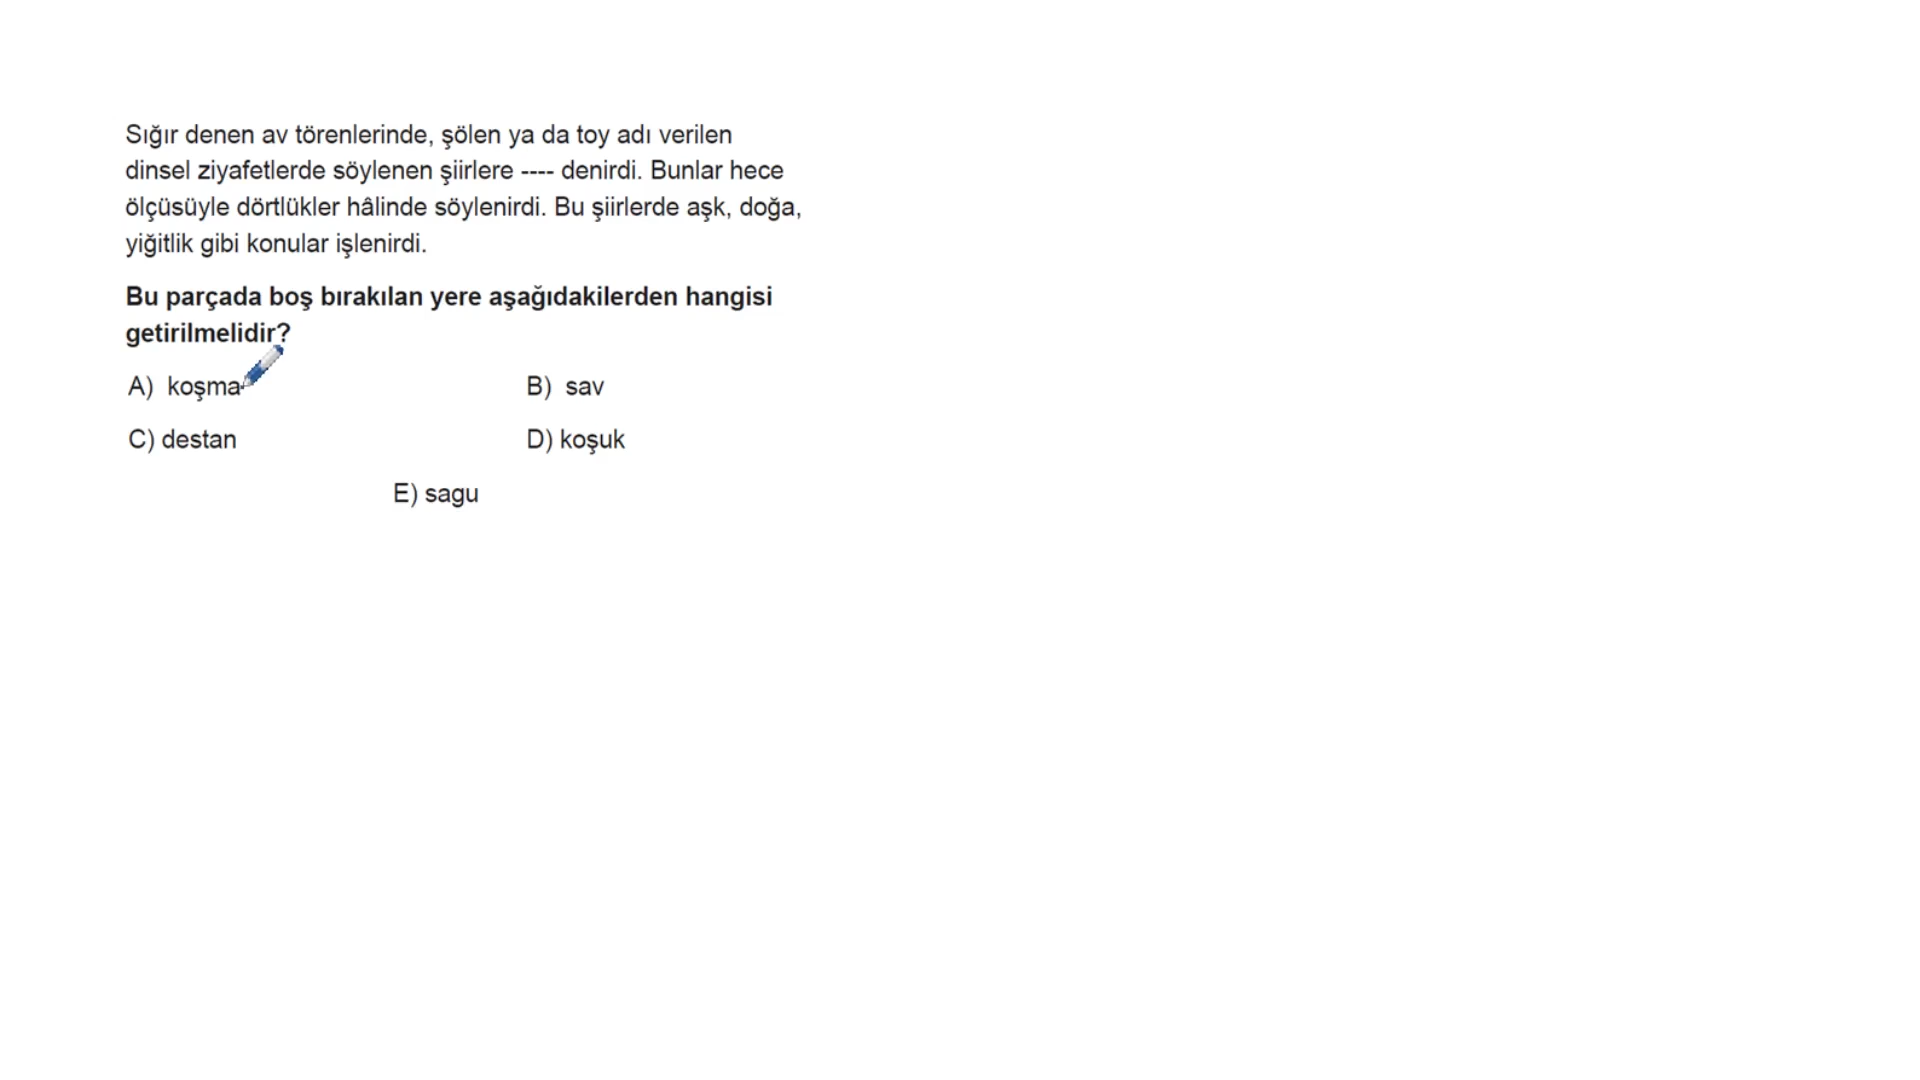 Sığır denen av törenlerinde, şölen ya da toy adı verilen
dinsel ziyafetlerde söylenen şiirlere ---- denirdi. Bunlar hece
ölçüsüyle dörtlükler hâlinde söylenirdi. Bu şiirlerde aşk, doğa,
yiğitlik gibi konular işlenirdi.
Bu parçada boş bırakılan yere aşağıdakilerden hangisi
getirilmelidir?
A) koşma B) sav
C) destan D) koşuk
E) sagu